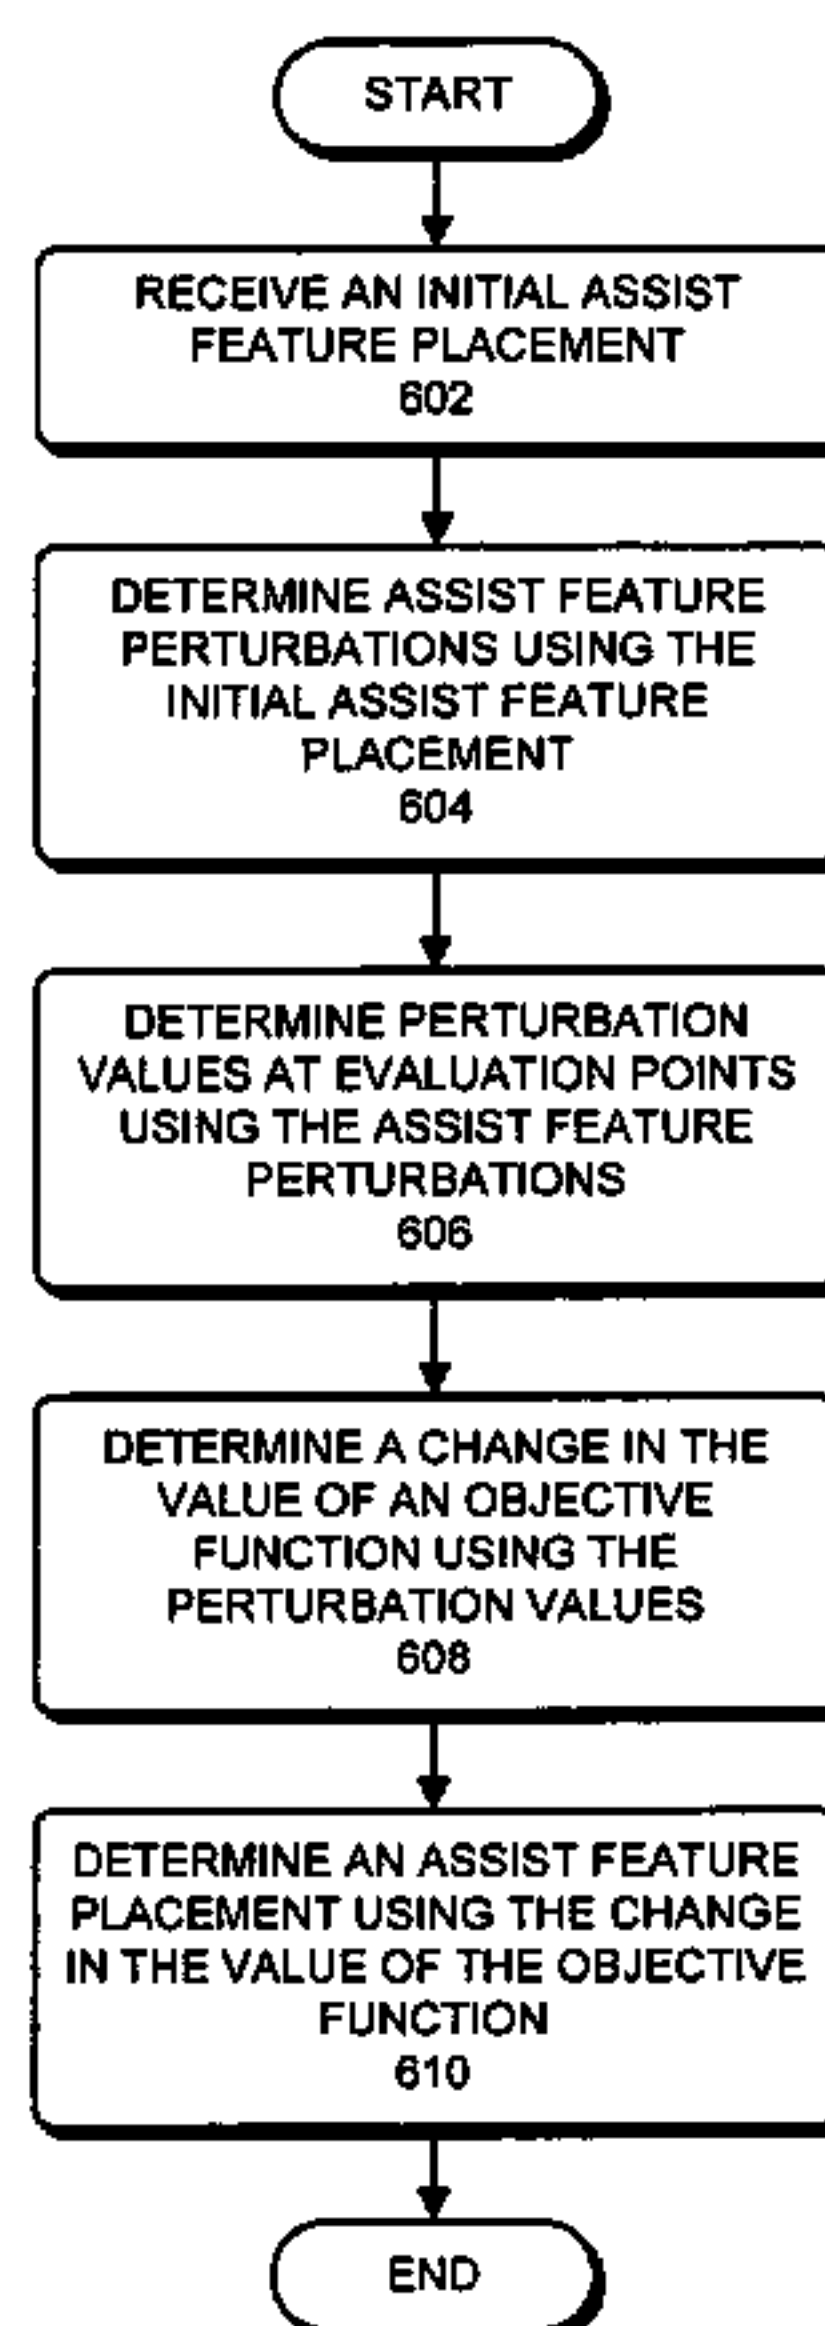 START
RECEIVE AN INITIAL ASSIST
FEATURE PLACEMENT
602
DETERMINE ASSIST FEATURE
PERTURBATIONS USING THE
INITIAL ASSIST FEATURE
PLACEMENT
604
DETERMINE PERTURBATION
VALUES AT EVALUATION POINTS
USING THE ASSIST FEATURE
PERTURBATIONS
606
DETERMINE A CHANGE IN THE
VALUE OF AN OBJECTIVE
FUNCTION USING THE
PERTURBATION VALUES
608
DETERMINE AN ASSIST FEATURE
PLACEMENT USING THE CHANGE
IN THE VALUE OF THE OBJECTIVE
FUNCTION
610
END